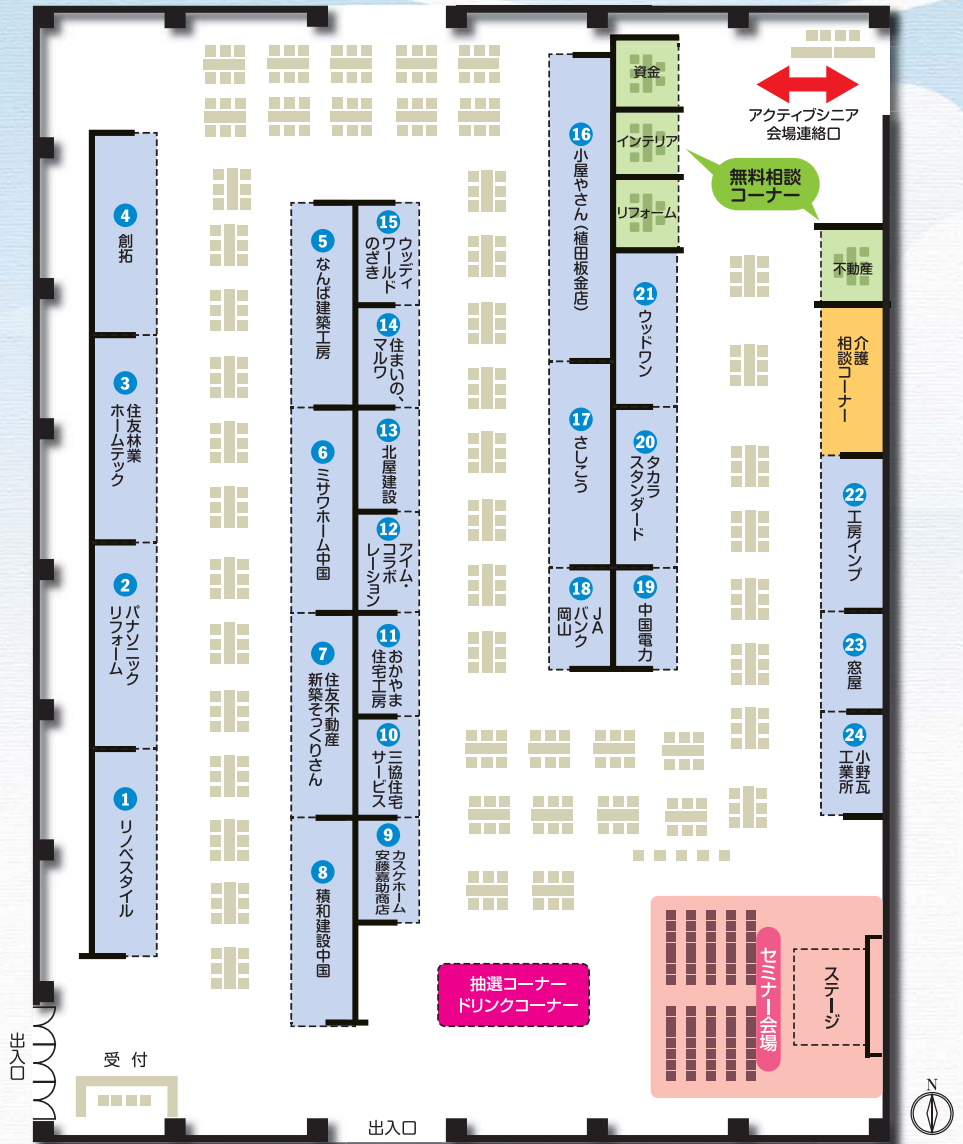 資金
インテリア
リフォーム
アクティブシニア
会場連絡口
無料相談
コーナー
不動産
介護
相談コーナー
4
創拓
3
住友林業
ホームテック
2
パナソニック
リフォーム
1
リノベスタイル
5
なんば建築工房
6
ミサワホーム中国
7
住友不動産
新築そっくりさん
8
積和建設中国
15
ウッディ
ワールド
のざき
14
住まいの、
マルワ
13
北屋建設
12
アイム・
コラボ
レーション
11
おかやま
住宅工房
10
三協住宅
サービス
9
カスケホーム
安藤嘉助商店
16
小屋やさん(植田板金店)
17
さしこう
18
JA
バンク
岡山
21
ウッドワン
20
タカラ
スタンダード
19
中国電力
22
工房インプ
23
窓屋
24
小野瓦
工業所
抽選コーナー
ドリンクコーナー
セミナー会場
ステージ
出入口
受付
出入口
N